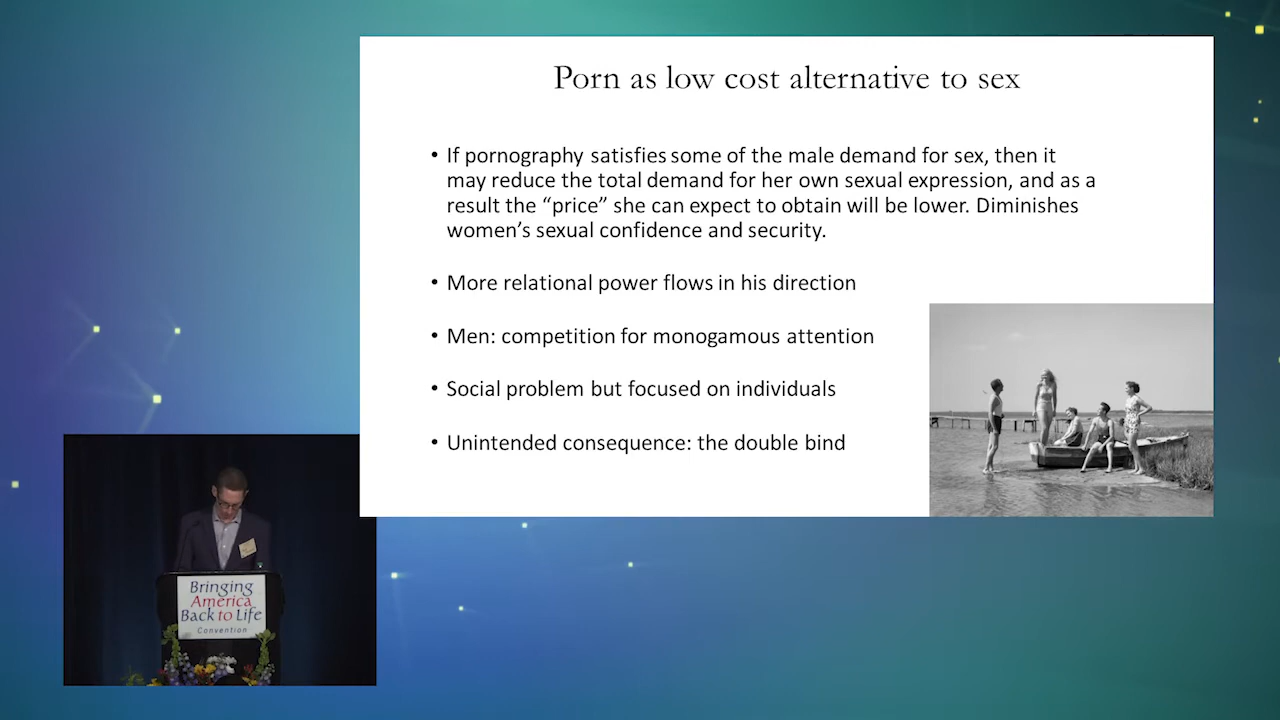 Porn as low cost alternative to sex
• If pornography satisfies some of the male demand for sex, then it
may reduce the total demand for her own sexual expression, and as a
result the “price” she can expect to obtain will be lower. Diminishes
women’s sexual confidence and security.
• More relational power flows in his direction
• Men: competition for monogamous attention
• Social problem but focused on individuals
• Unintended consequence: the double bind
Bringing
America
Back to Life
Convention